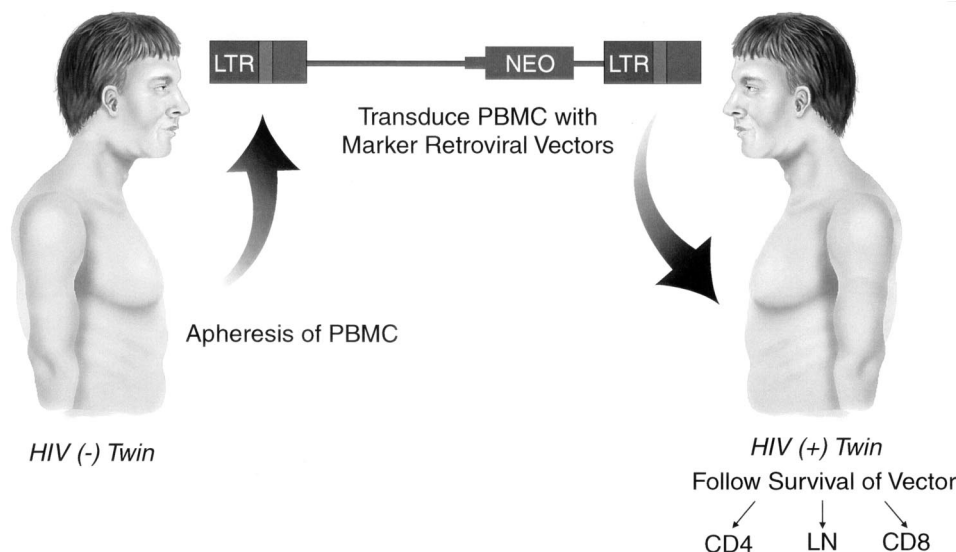 LTR NEO LTR
Transduce PBMC with
Marker Retroviral Vectors
Apheresis of PBMC
HIV (-) Twin
HIV (+) Twin
Follow Survival of Vector
CD4 LN CD8